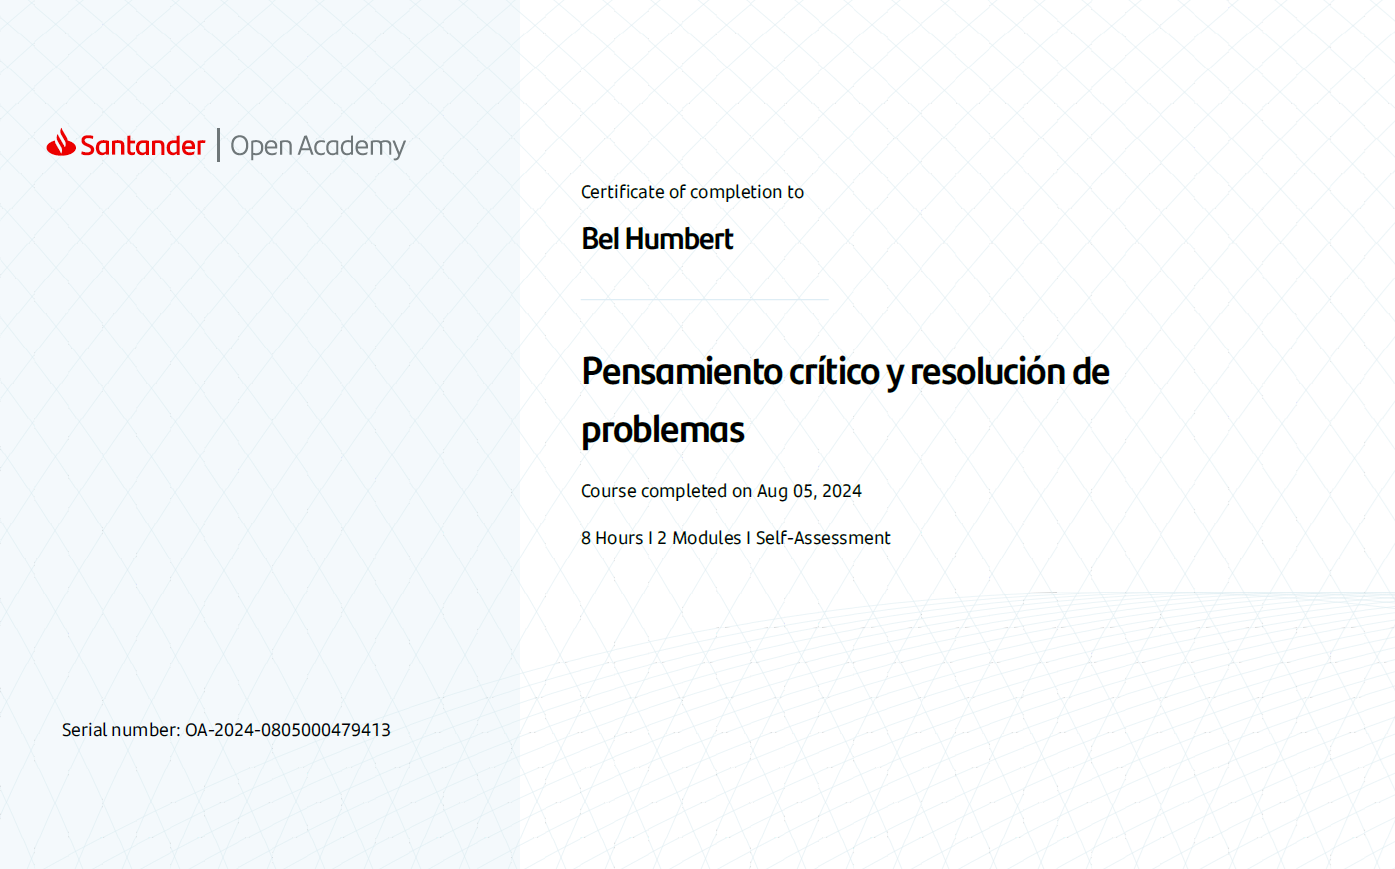 Santander | Open Academy
Certificate of completion to
Bel Humbert
Pensamiento crítico y resolución de
problemas
Course completed on Aug 05, 2024
8 Hours I 2 Modules I Self-Assessment
Serial number: OA-2024-0805000479413